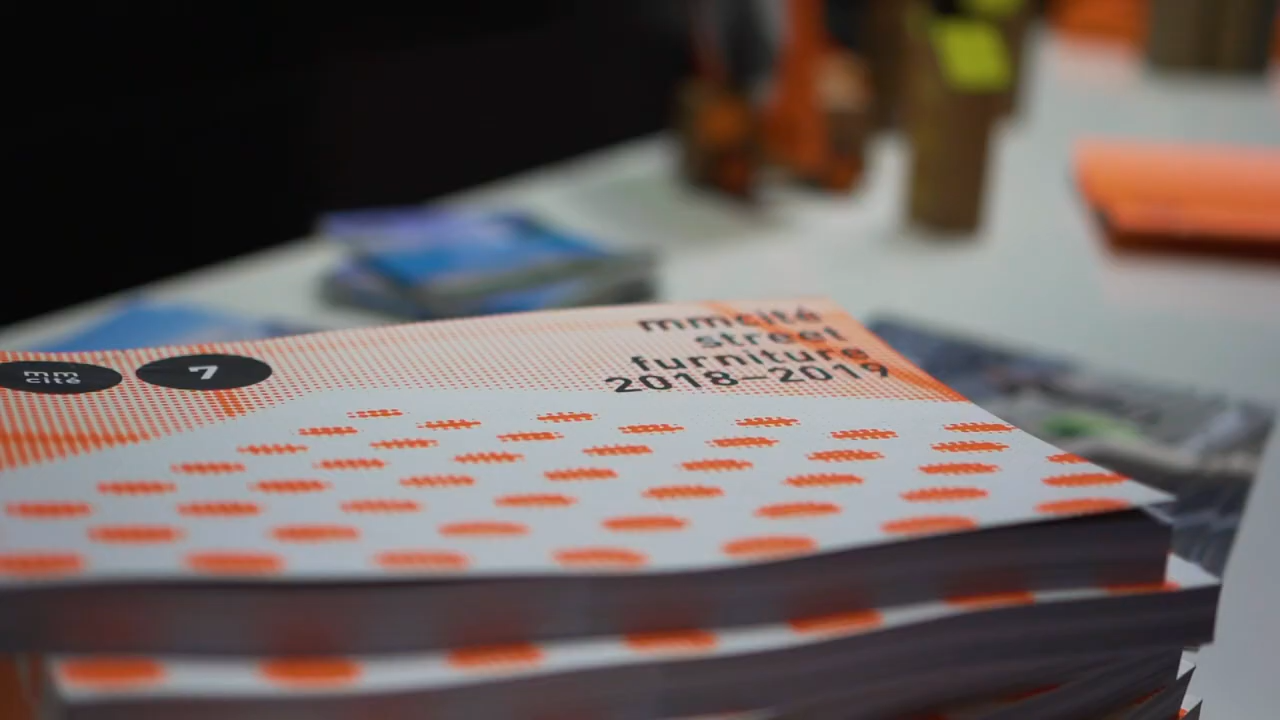 mm
cité
7
mmcité
street
furniture
2018–2019